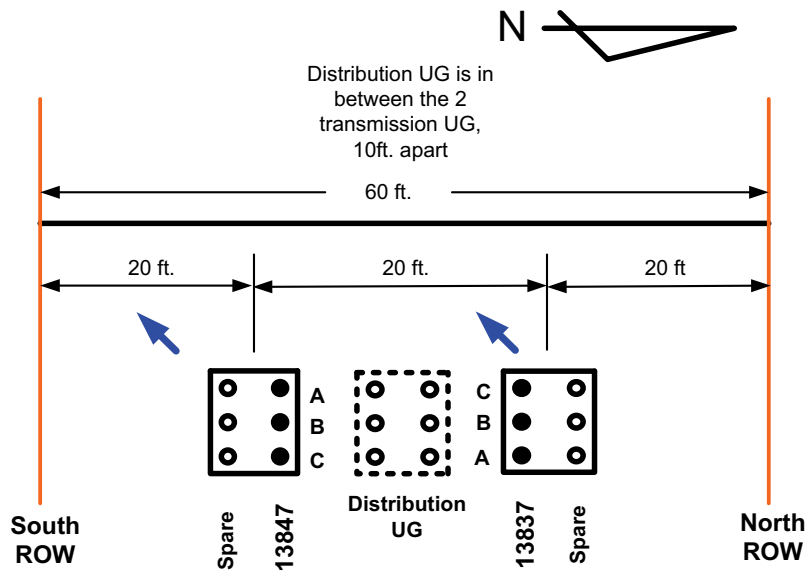 N
Distribution UG is in
between the 2
transmission UG,
10ft. apart
60 ft.
20 ft.
20 ft.
20 ft
A
B
C
C
B
A
Spare
13847
Distribution
UG
13837
Spare
South
ROW
North
ROW